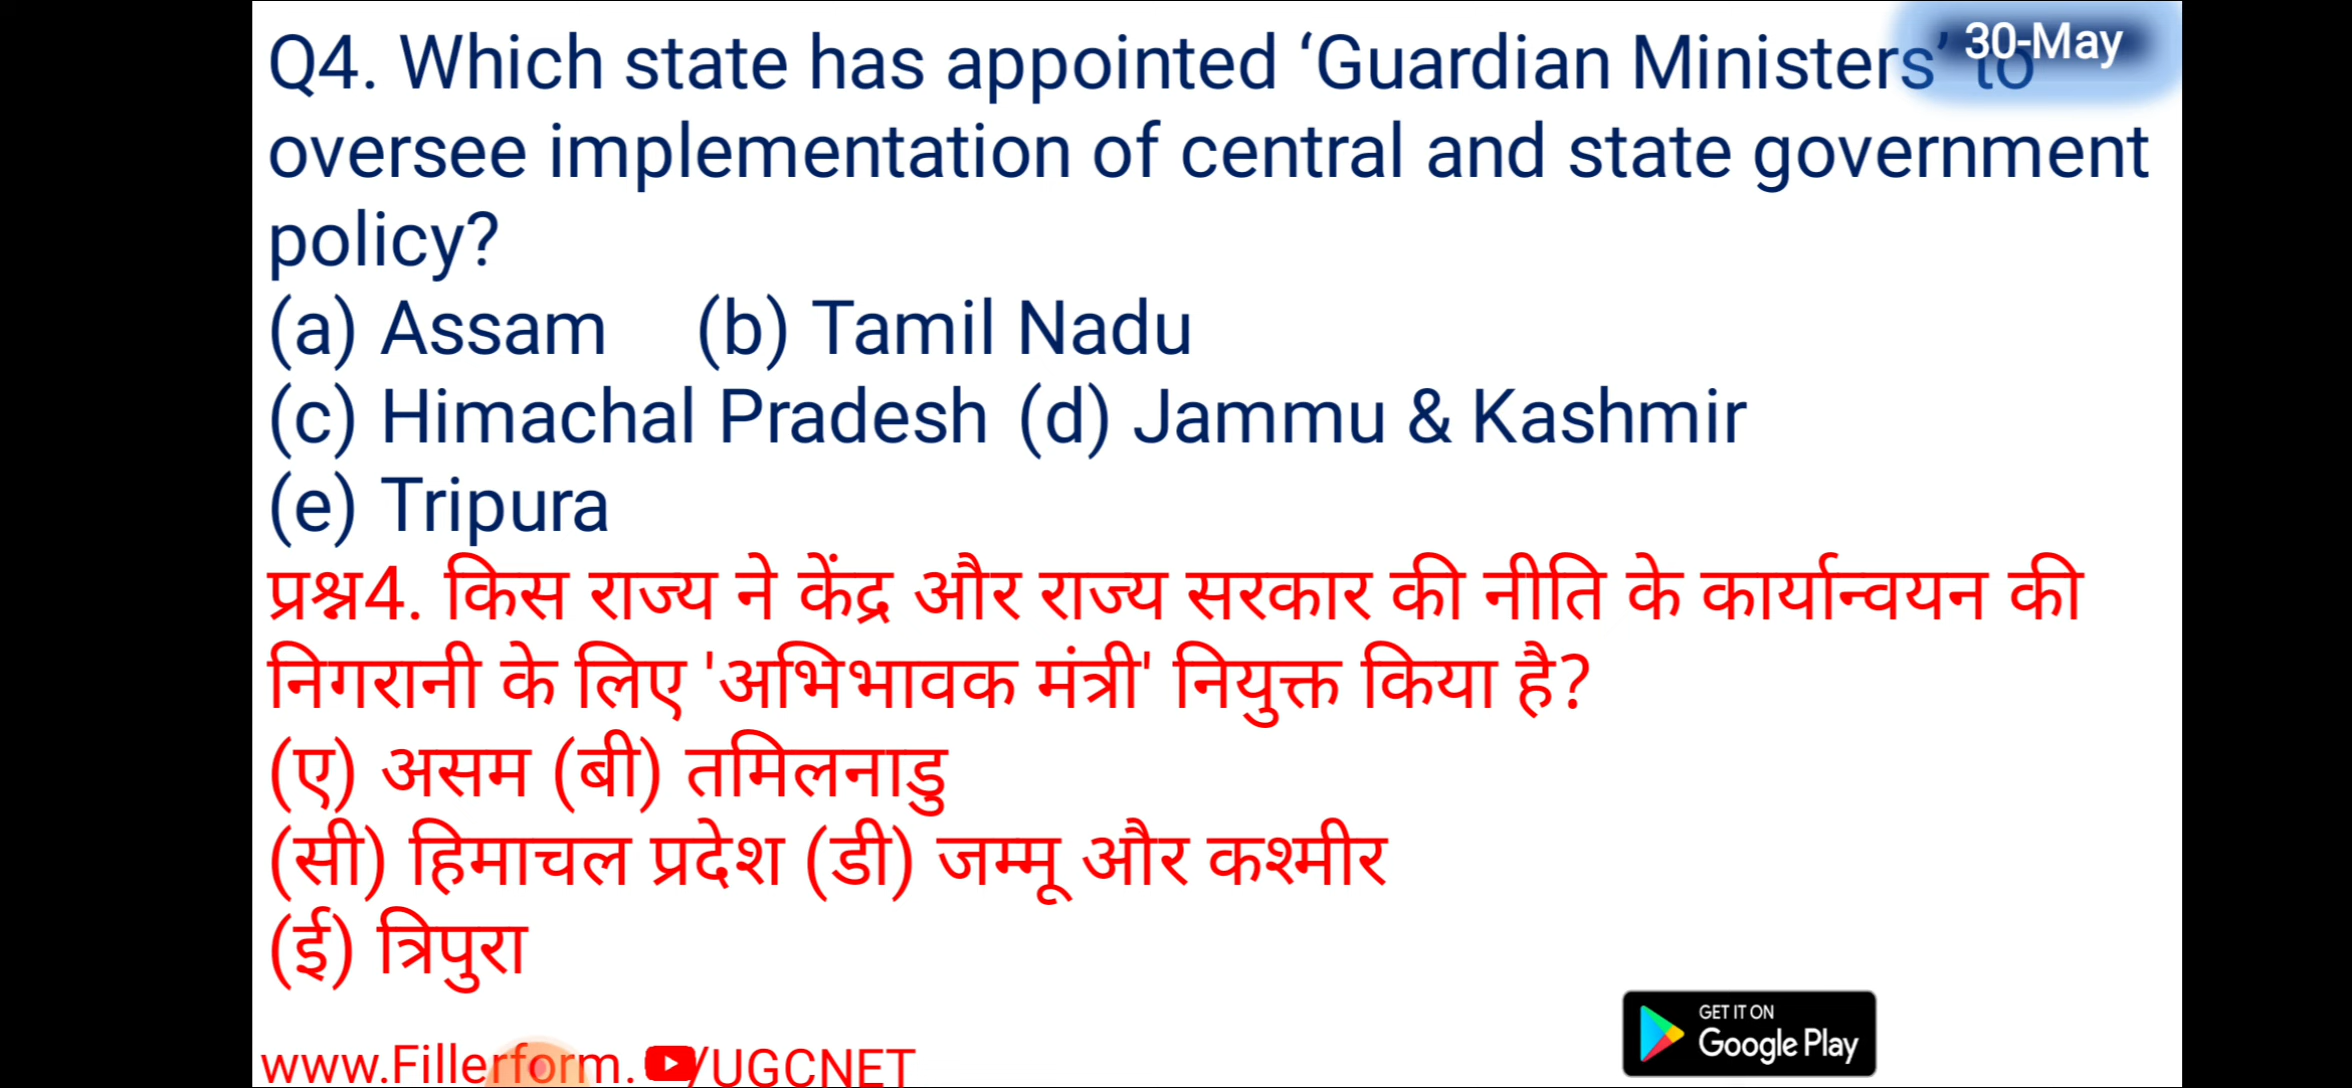 Q4. Which state has appointed ‘Guardian Ministers’ to
30-May
oversee implementation of central and state government
policy?
(a) Assam (b) Tamil Nadu
(c) Himachal Pradesh (d) Jammu & Kashmir
(e) Tripura
प्रश्न4. किस राज्य ने केंद्र और राज्य सरकार की नीति के कार्यान्वयन की
निगरानी के लिए 'अभिभावक मंत्री' नियुक्त किया है?
(ए) असम (बी) तमिलनाडु
(सी) हिमाचल प्रदेश (डी) जम्मू और कश्मीर
(ई) त्रिपुरा
GET IT ON
Google Play
www.Fillerform. /UGCNET